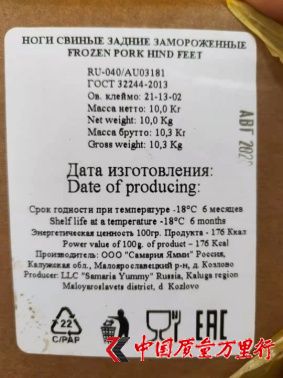 НОГИ СВИНЫЕ ЗАДНИЕ ЗАМОРОЖЕННЫЕ
FROZEN PORK HIND FEET
RU-040/AU03181
ГОСТ 32244-2013
Ов. клеймо: 21-13-02
Масса нетто: 10,0 Кг
Net weight: 10,0 Kg
Масса брутто: 10,3 Кг
Gross weight: 10,3 Kg
АВГ 202
Дата изготовления:
Date of producing:
Срок годности при температуре -18°С 6 месяцев
Shelf life at a temperature -18°С 6 months
Энергетическая ценность 100гр. Продукта - 176 Ккал
Power value of 100g. of product – 176 Kcal
Производитель: ООО "Самария Ямми" Россия,
Калужская обл., Малоярославецкий р-н, д. Козлово
Producer: LLC "Samaria Yummy" Russia, Kaluga region
Maloyaroslavets district, d Kozlovo
22
C/PAP
EAC
中国质量万里行